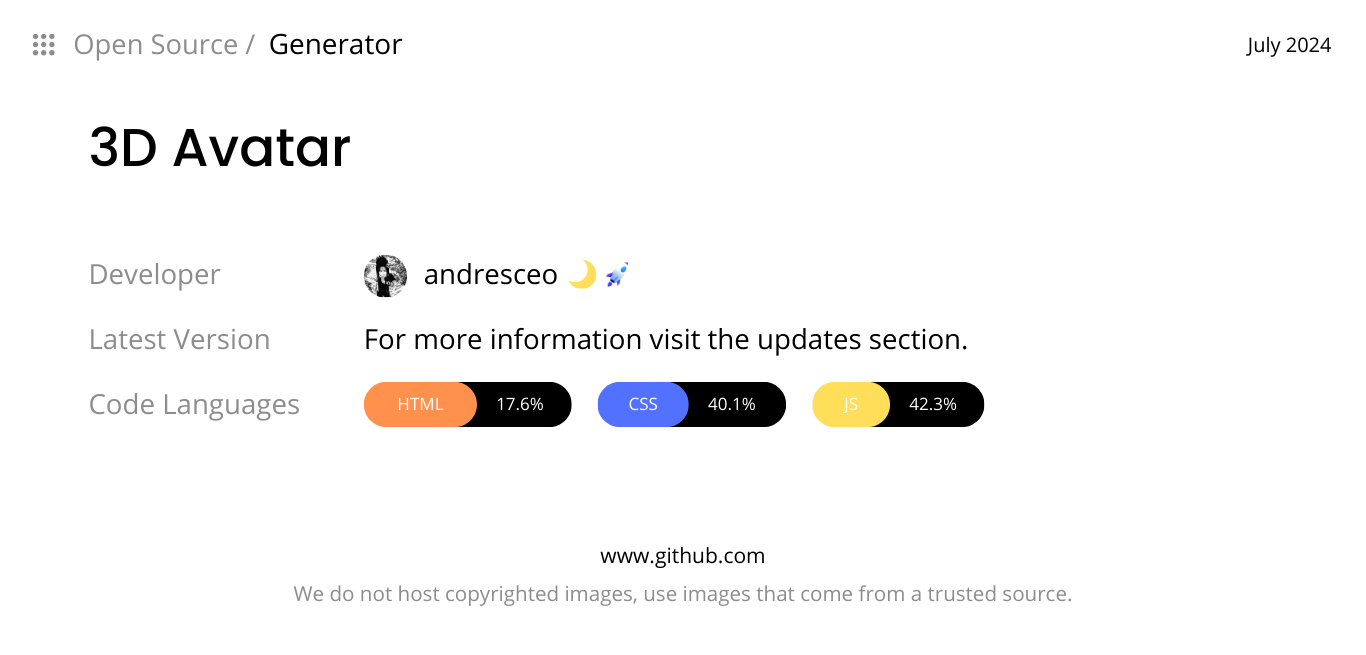 Open Source / Generator
July 2024
3D Avatar
Developer andresceo 🌙 🚀
Latest Version For more information visit the updates section.
Code Languages HTML 17.6% CSS 40.1% JS 42.3%
www.github.com
We do not host copyrighted images, use images that come from a trusted source.